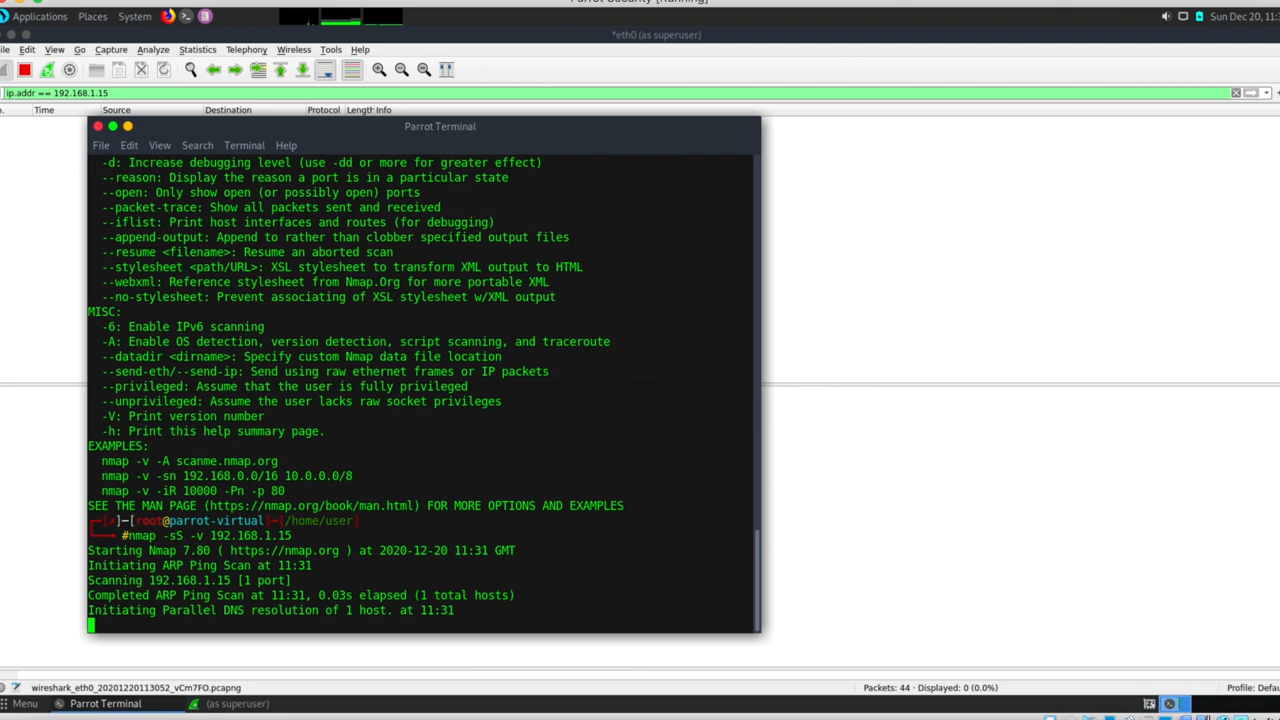 Parrot Security [Running]
Applications Places System Sun Dec 20, 11:3
*eth0 (as superuser)
File Edit View Go Capture Analyze Statistics Telephony Wireless Tools Help
ip.addr == 192.168.1.15
Time Source Destination Protocol Length Info
Parrot Terminal
File Edit View Search Terminal Help
-d: Increase debugging level (use -dd or more for greater effect)
--reason: Display the reason a port is in a particular state
--open: Only show open (or possibly open) ports
--packet-trace: Show all packets sent and received
--iflist: Print host interfaces and routes (for debugging)
--append-output: Append to rather than clobber specified output files
--resume <filename>: Resume an aborted scan
--stylesheet <path/URL>: XSL stylesheet to transform XML output to HTML
--webxml: Reference stylesheet from Nmap.Org for more portable XML
--no-stylesheet: Prevent associating of XSL stylesheet w/XML output
MISC:
-6: Enable IPv6 scanning
-A: Enable OS detection, version detection, script scanning, and traceroute
--datadir <dirname>: Specify custom Nmap data file location
--send-eth/--send-ip: Send using raw ethernet frames or IP packets
--privileged: Assume that the user is fully privileged
--unprivileged: Assume the user lacks raw socket privileges
-V: Print version number
-h: Print this help summary page.
EXAMPLES:
nmap -v -A scanme.nmap.org
nmap -v -sn 192.168.0.0/16 10.0.0.0/8
nmap -v -iR 10000 -Pn -p 80
SEE THE MAN PAGE (https://nmap.org/book/man.html) FOR MORE OPTIONS AND EXAMPLES
┌─[✗]─[root@parrot-virtual]─[/home/user]
└──╼ #nmap -sS -v 192.168.1.15
Starting Nmap 7.80 ( https://nmap.org ) at 2020-12-20 11:31 GMT
Initiating ARP Ping Scan at 11:31
Scanning 192.168.1.15 [1 port]
Completed ARP Ping Scan at 11:31, 0.03s elapsed (1 total hosts)
Initiating Parallel DNS resolution of 1 host. at 11:31
wireshark_eth0_20201220113052_vCm7FO.pcapng Packets: 44 · Displayed: 0 (0.0%) Profile: Defau
Menu Parrot Terminal (as superuser)